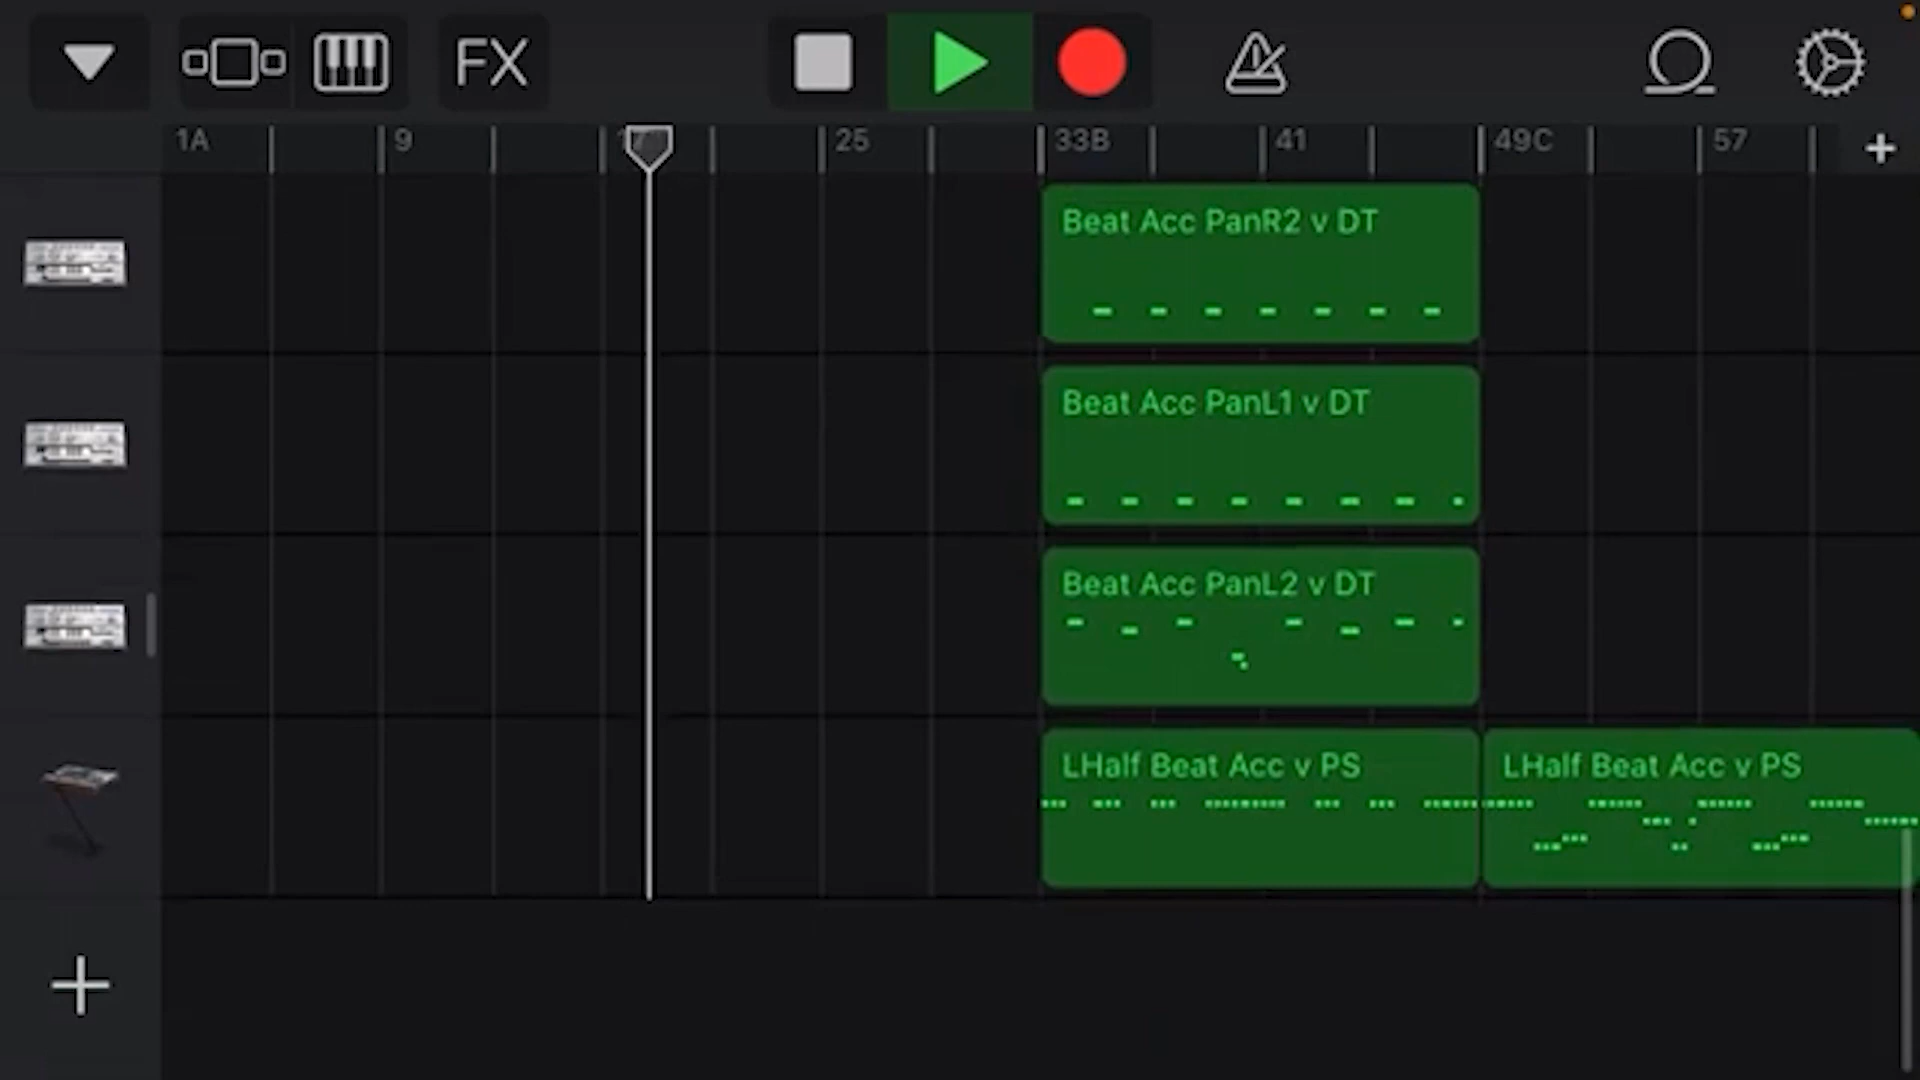 FX
1A 9 17 25 33B 41 49C 57
Beat Acc PanR2 v DT
Beat Acc PanL1 v DT
Beat Acc PanL2 v DT
LHalf Beat Acc v PS LHalf Beat Acc v PS